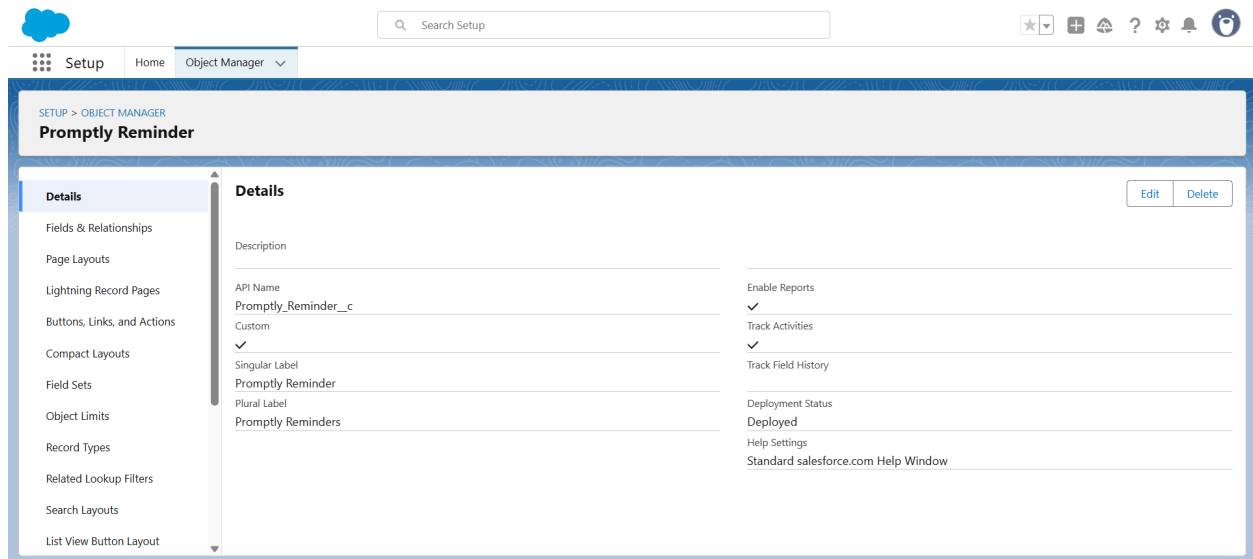 Search Setup
Setup
Home
Object Manager
SETUP > OBJECT MANAGER
Promptly Reminder
Details
Fields & Relationships
Page Layouts
Lightning Record Pages
Buttons, Links, and Actions
Compact Layouts
Field Sets
Object Limits
Record Types
Related Lookup Filters
Search Layouts
List View Button Layout
Details
Edit
Delete
Description
API Name
Promptly_Reminder__c
Custom
Singular Label
Promptly Reminder
Plural Label
Promptly Reminders
Enable Reports
Track Activities
Track Field History
Deployment Status
Deployed
Help Settings
Standard salesforce.com Help Window